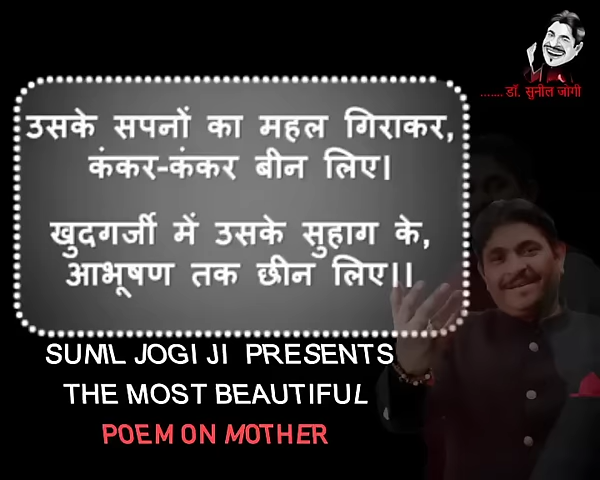 ....... डॉ. सुनील जोगी
उसके सपनों का महल गिराकर,
कंकर-कंकर बीन लिए।
खुदगर्जी में उसके सुहाग के,
आभूषण तक छीन लिए।।
SUNIL JOGI JI PRESENTS
THE MOST BEAUTIFUL
POEM ON MOTHER